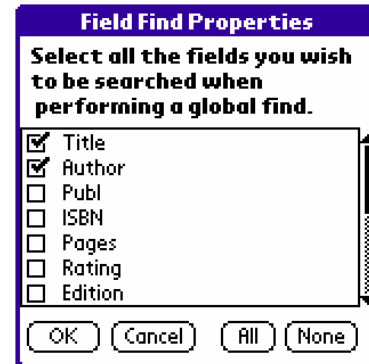 Field Find Properties
Select all the fields you wish
to be searched when
performing a global find.
Title
Author
Publ
ISBN
Pages
Rating
Edition
OK Cancel All None